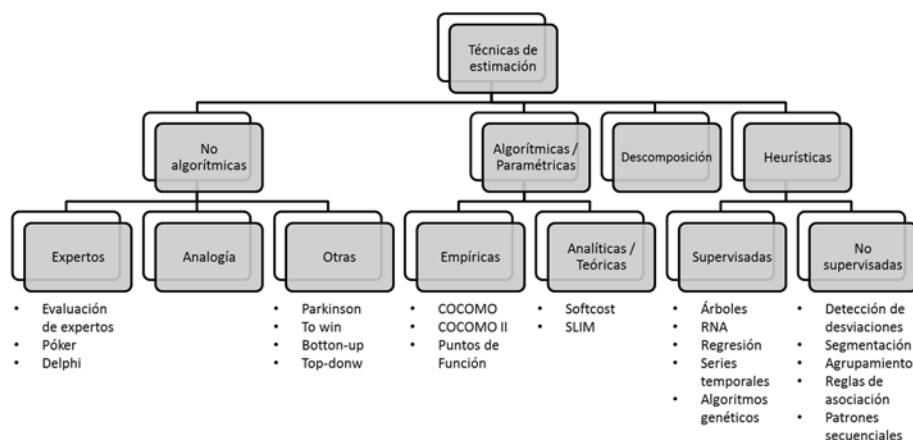 Técnicas de
estimación
No
algorítmicas
Algorítmicas /
Paramétricas
Descomposición
Heurísticas
Expertos
Analogía
Otras
Empíricas
Analíticas /
Teóricas
Supervisadas
No
supervisadas
• Evaluación
de expertos
• Póker
• Delphi
• Parkinson
• To win
• Botton-up
• Top-donw
• COCOMO
• COCOMO II
• Puntos de
Función
• Softcost
• SLIM
• Árboles
• RNA
• Regresión
• Series
temporales
• Algoritmos
genéticos
• Detección de
desviaciones
• Segmentación
• Agrupamiento
• Reglas de
asociación
• Patrones
secuenciales